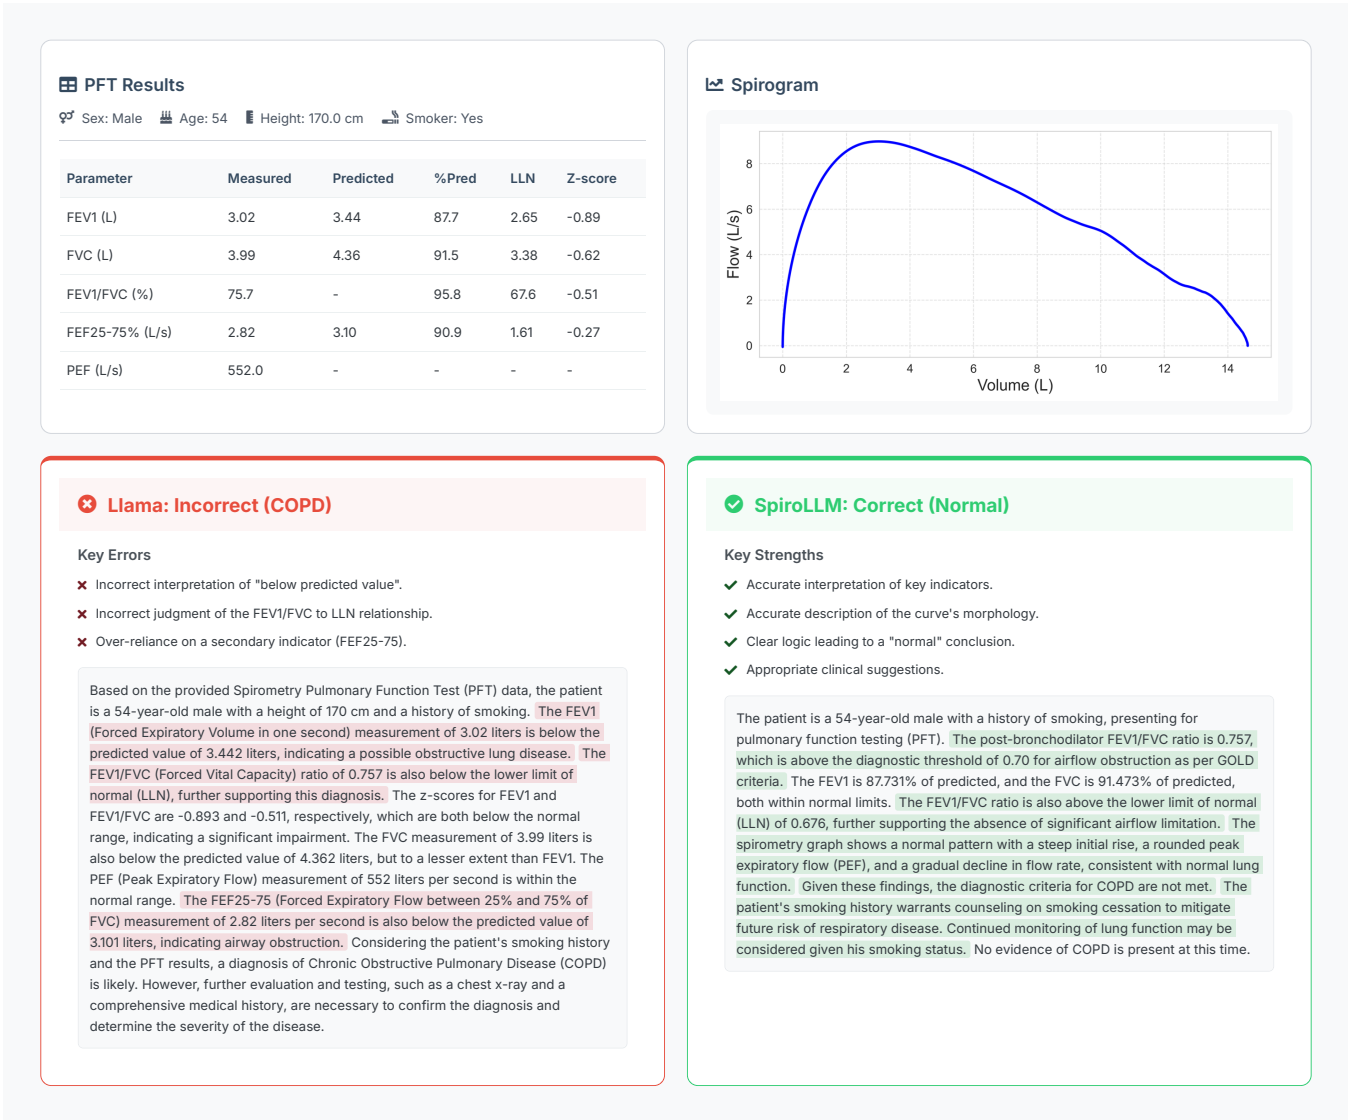 PFT Results
Sex: Male Age: 54 Height: 170.0 cm Smoker: Yes
Parameter Measured Predicted %Pred LLN Z-score
FEV1 (L) 3.02 3.44 87.7 2.65 -0.89
FVC (L) 3.99 4.36 91.5 3.38 -0.62
FEV1/FVC (%) 75.7 - 95.8 67.6 -0.51
FEF25-75% (L/s) 2.82 3.10 90.9 1.61 -0.27
PEF (L/s) 552.0 - - - -
Spirogram
Flow (L/s)
8
6
4
2
0
0 2 4 6 8 10 12 14
Volume (L)
Llama: Incorrect (COPD)
Key Errors
Incorrect interpretation of "below predicted value".
Incorrect judgment of the FEV1/FVC to LLN relationship.
Over-reliance on a secondary indicator (FEF25-75).
Based on the provided Spirometry Pulmonary Function Test (PFT) data, the patient
is a 54-year-old male with a height of 170 cm and a history of smoking. The FEV1
(Forced Expiratory Volume in one second) measurement of 3.02 liters is below the
predicted value of 3.442 liters, indicating a possible obstructive lung disease. The
FEV1/FVC (Forced Vital Capacity) ratio of 0.757 is also below the lower limit of
normal (LLN), further supporting this diagnosis. The z-scores for FEV1 and
FEV1/FVC are -0.893 and -0.511, respectively, which are both below the normal
range, indicating a significant impairment. The FVC measurement of 3.99 liters is
also below the predicted value of 4.362 liters, but to a lesser extent than FEV1. The
PEF (Peak Expiratory Flow) measurement of 552 liters per second is within the
normal range. The FEF25-75 (Forced Expiratory Flow between 25% and 75% of
FVC) measurement of 2.82 liters per second is also below the predicted value of
3.101 liters, indicating airway obstruction. Considering the patient's smoking history
and the PFT results, a diagnosis of Chronic Obstructive Pulmonary Disease (COPD)
is likely. However, further evaluation and testing, such as a chest x-ray and a
comprehensive medical history, are necessary to confirm the diagnosis and
determine the severity of the disease.
SpiroLLM: Correct (Normal)
Key Strengths
Accurate interpretation of key indicators.
Accurate description of the curve's morphology.
Clear logic leading to a "normal" conclusion.
Appropriate clinical suggestions.
The patient is a 54-year-old male with a history of smoking, presenting for
pulmonary function testing (PFT). The post-bronchodilator FEV1/FVC ratio is 0.757,
which is above the diagnostic threshold of 0.70 for airflow obstruction as per GOLD
criteria. The FEV1 is 87.731% of predicted, and the FVC is 91.473% of predicted,
both within normal limits. The FEV1/FVC ratio is also above the lower limit of normal
(LLN) of 0.676, further supporting the absence of significant airflow limitation. The
spirometry graph shows a normal pattern with a steep initial rise, a rounded peak
expiratory flow (PEF), and a gradual decline in flow rate, consistent with normal lung
function. Given these findings, the diagnostic criteria for COPD are not met. The
patient's smoking history warrants counseling on smoking cessation to mitigate
future risk of respiratory disease. Continued monitoring of lung function may be
considered given his smoking status. No evidence of COPD is present at this time.